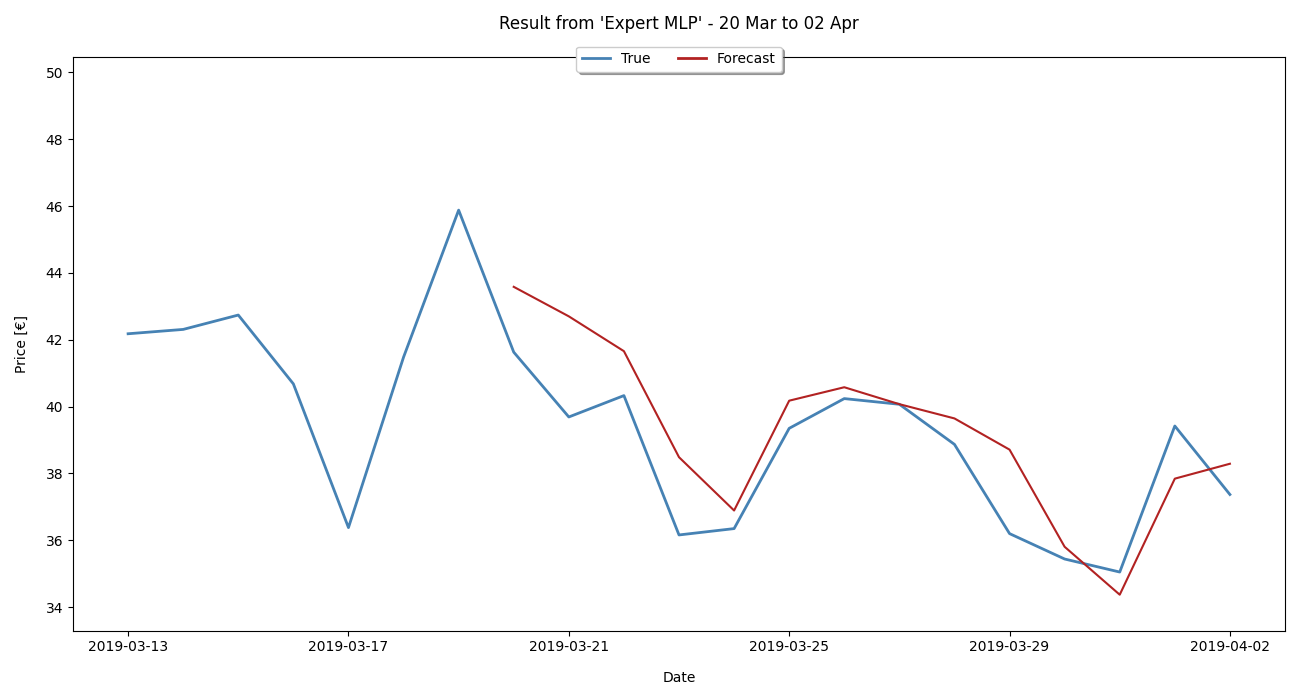 Result from 'Expert MLP' - 20 Mar to 02 Apr
True Forecast
50
48
46
44
42
40
38
36
34
Price [€]
2019-03-13 2019-03-17 2019-03-21 2019-03-25 2019-03-29 2019-04-02
Date